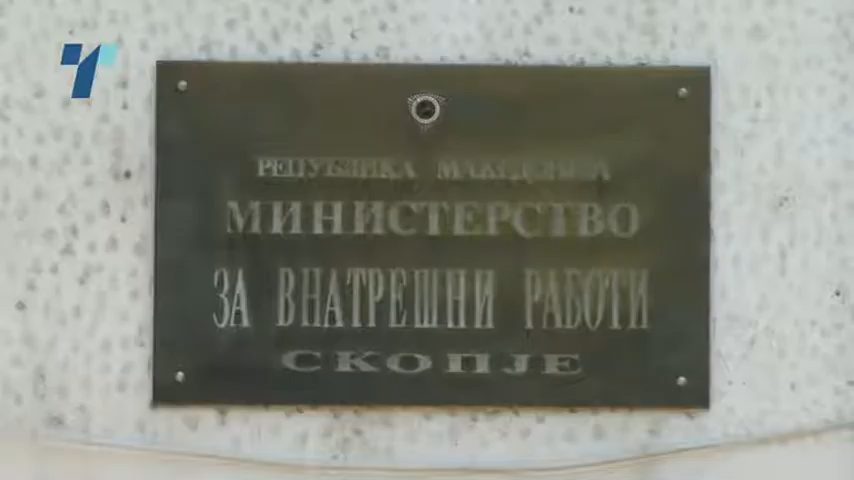 РЕПУБЛИКА МАКЕДОНИЈА
МИНИСТЕРСТВО
ЗА ВНАТРЕШНИ РАБОТИ
СКОПЈЕ